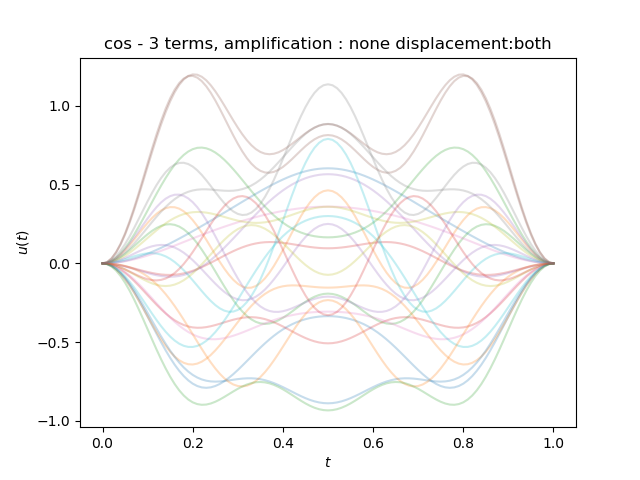 cos - 3 terms, amplification : none displacement:both
1.0
0.5
0.0
−0.5
−1.0
u(t)
0.0 0.2 0.4 0.6 0.8 1.0
t